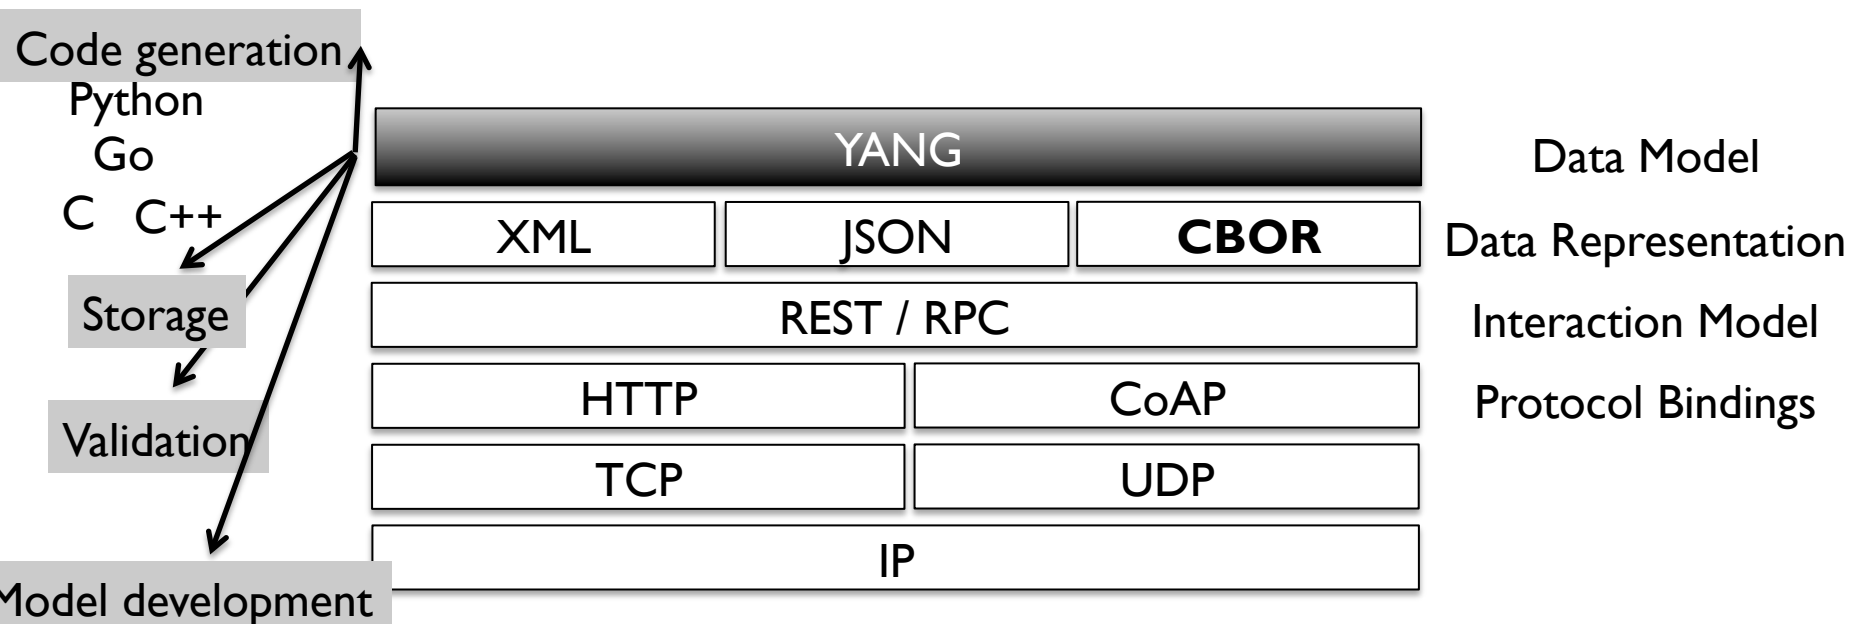 Code generation
Python
Go
C C++
Storage
Validation
Model development
YANG
Data Model
XML JSON CBOR
Data Representation
REST / RPC
Interaction Model
HTTP CoAP
Protocol Bindings
TCP UDP
IP